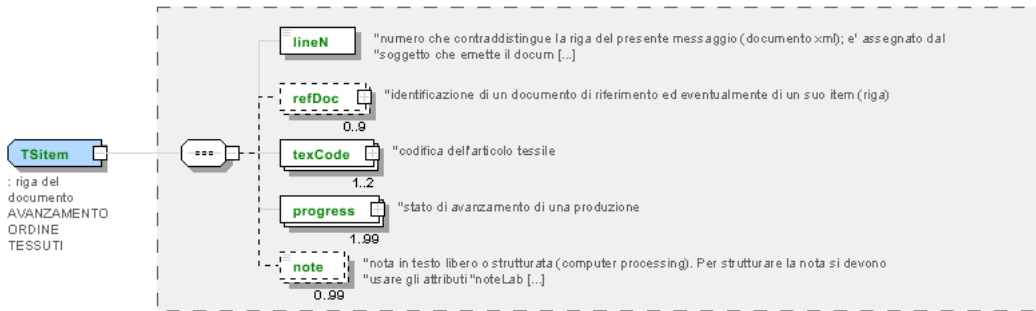 lineN
"numero che contraddistingue la riga del presente messaggio (documento xml); e' assegnato dal
"soggetto che emette il docum [...]
refDoc
"identificazione di un documento di riferimento ed eventualmente di un suo item (riga)
0..9
TSitem
texCode
"codifica dell'articolo tessile
1..2
: riga del
documento
AVANZAMENTO
ORDINE
TESSUTI
progress
"stato di avanzamento di una produzione
1..99
note
"nota in testo libero o strutturata (computer processing). Per strutturare la nota si devono
"usare gli attributi "noteLab [...]
0..99